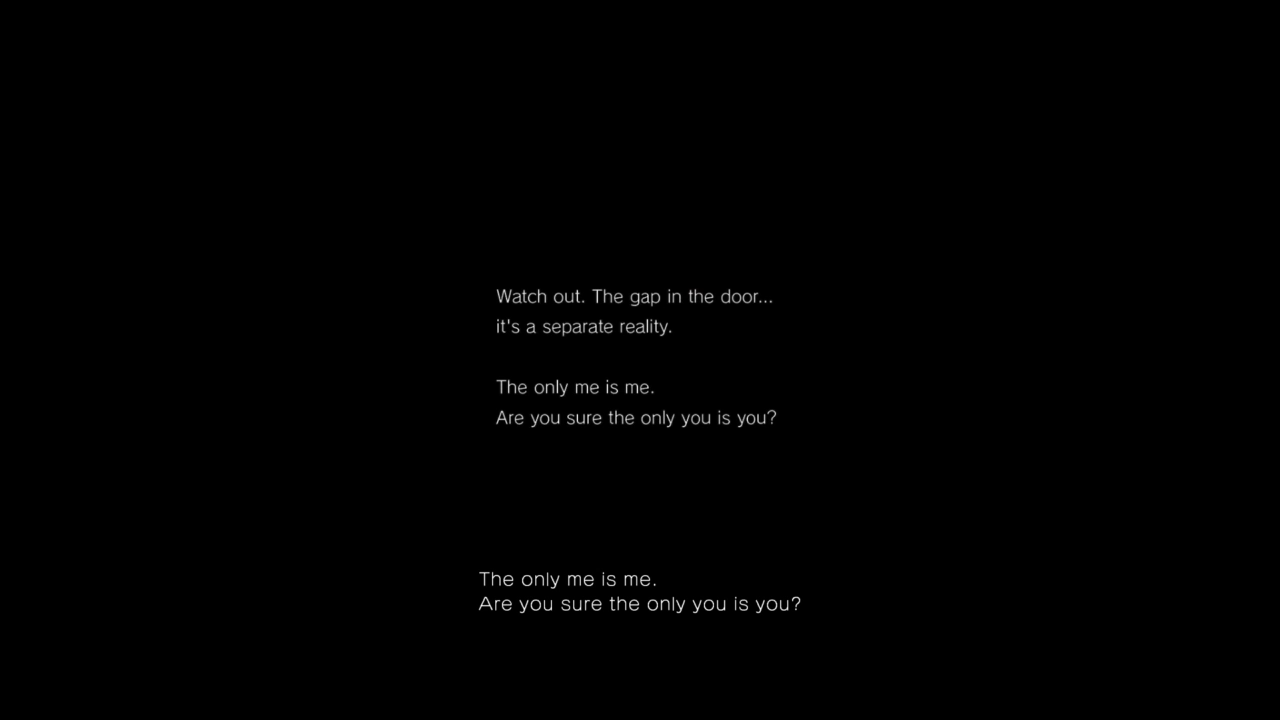 Watch out. The gap in the door...
it's a separate reality.
The only me is me.
Are you sure the only you is you?
The only me is me.
Are you sure the only you is you?